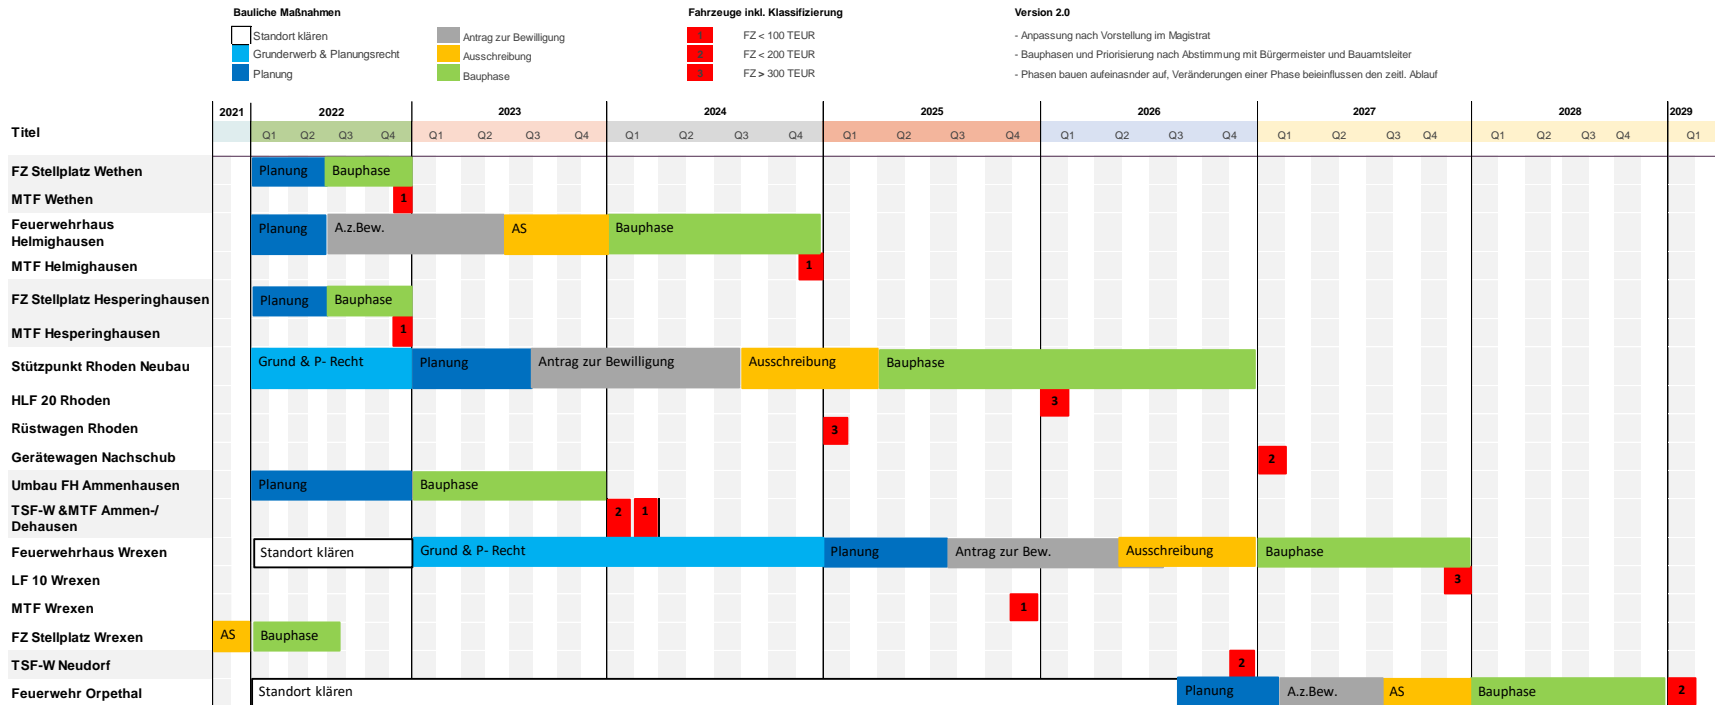 Bauliche Maßnahmen
Fahrzeuge inkl. Klassifizierung
Version 2.0
Standort klären
Antrag zur Bewilligung
1 FZ < 100 TEUR
- Anpassung nach Vorstellung im Magistrat
Grunderwerb & Planungsrecht
Ausschreibung
2 FZ < 200 TEUR
- Bauphasen und Priorisierung nach Abstimmung mit Bürgermeister und Bauamtsleiter
Planung
Bauphase
3 FZ > 300 TEUR
- Phasen bauen aufeinasnder auf, Veränderungen einer Phase beieinflussen den zeitl. Ablauf
2021 2022 2023 2024 2025 2026 2027 2028 2029
Titel
Q1 Q2 Q3 Q4 Q1 Q2 Q3 Q4 Q1 Q2 Q3 Q4 Q1 Q2 Q3 Q4 Q1 Q2 Q3 Q4 Q1 Q2 Q3 Q4 Q1 Q2 Q3 Q4 Q1
FZ Stellplatz Wethen Planung Bauphase
MTF Wethen 1
Feuerwehrhaus
Helmighausen
Planung A.z.Bew. AS Bauphase
MTF Helmighausen 1
FZ Stellplatz Hesperinghausen Planung Bauphase
MTF Hesperinghausen 1
Stützpunkt Rhoden Neubau Grund & P- Recht Planung Antrag zur Bewilligung Ausschreibung Bauphase
HLF 20 Rhoden 3
Rüstwagen Rhoden 3
Gerätewagen Nachschub 2
Umbau FH Ammenhausen Planung Bauphase
TSF-W &MTF Ammen-/
Dehausen
2 1
Feuerwehrhaus Wrexen Standort klären Grund & P- Recht Planung Antrag zur Bew. Ausschreibung Bauphase
LF 10 Wrexen 3
MTF Wrexen 1
FZ Stellplatz Wrexen AS Bauphase
TSF-W Neudorf 2
Feuerwehr Orpethal Standort klären Planung A.z.Bew. AS Bauphase 2